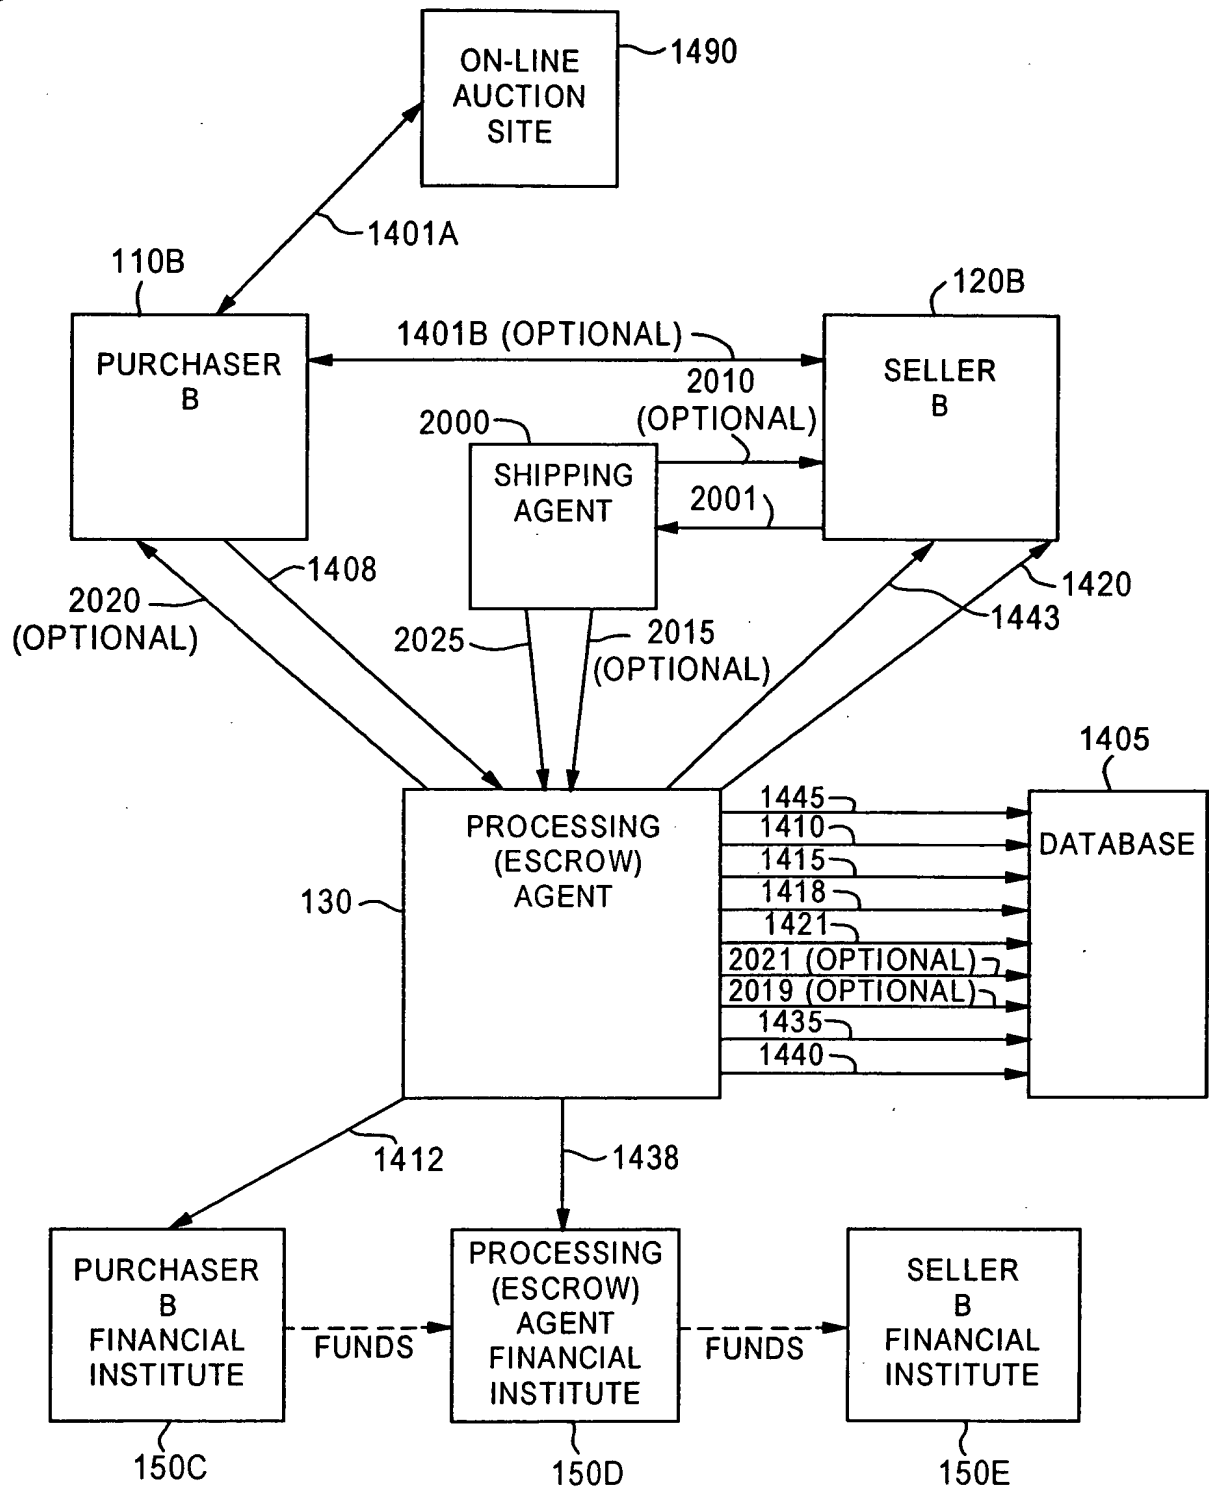 ON-LINE
AUCTION
SITE
1490
1401A
110B
120B
PURCHASER
B
1401B (OPTIONAL)
SELLER
B
2010
(OPTIONAL)
2000
SHIPPING
AGENT
2001
1408
2020
(OPTIONAL)
2025
2015
(OPTIONAL)
1443
1420
1405
DATABASE
PROCESSING
(ESCROW)
AGENT
130
1445
1410
1415
1418
1421
2021 (OPTIONAL)
2019 (OPTIONAL)
1435
1440
1412
1438
PURCHASER
B
FINANCIAL
INSTITUTE
FUNDS
PROCESSING
(ESCROW)
AGENT
FINANCIAL
INSTITUTE
FUNDS
SELLER
B
FINANCIAL
INSTITUTE
150C
150D
150E